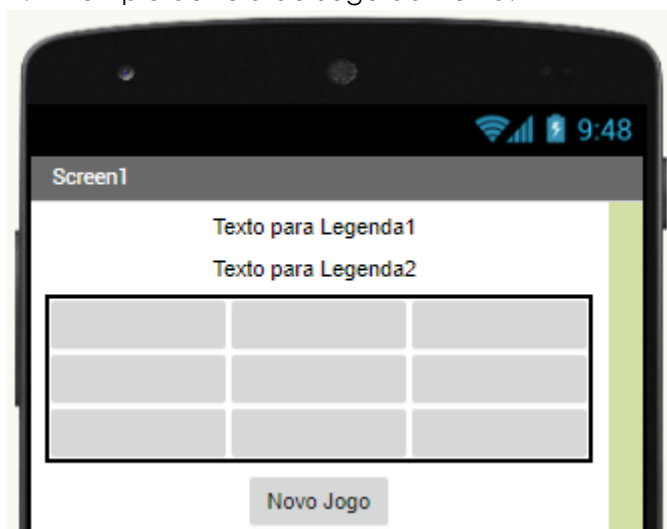 9:48
Screen1
Texto para Legenda1
Texto para Legenda2
Novo Jogo